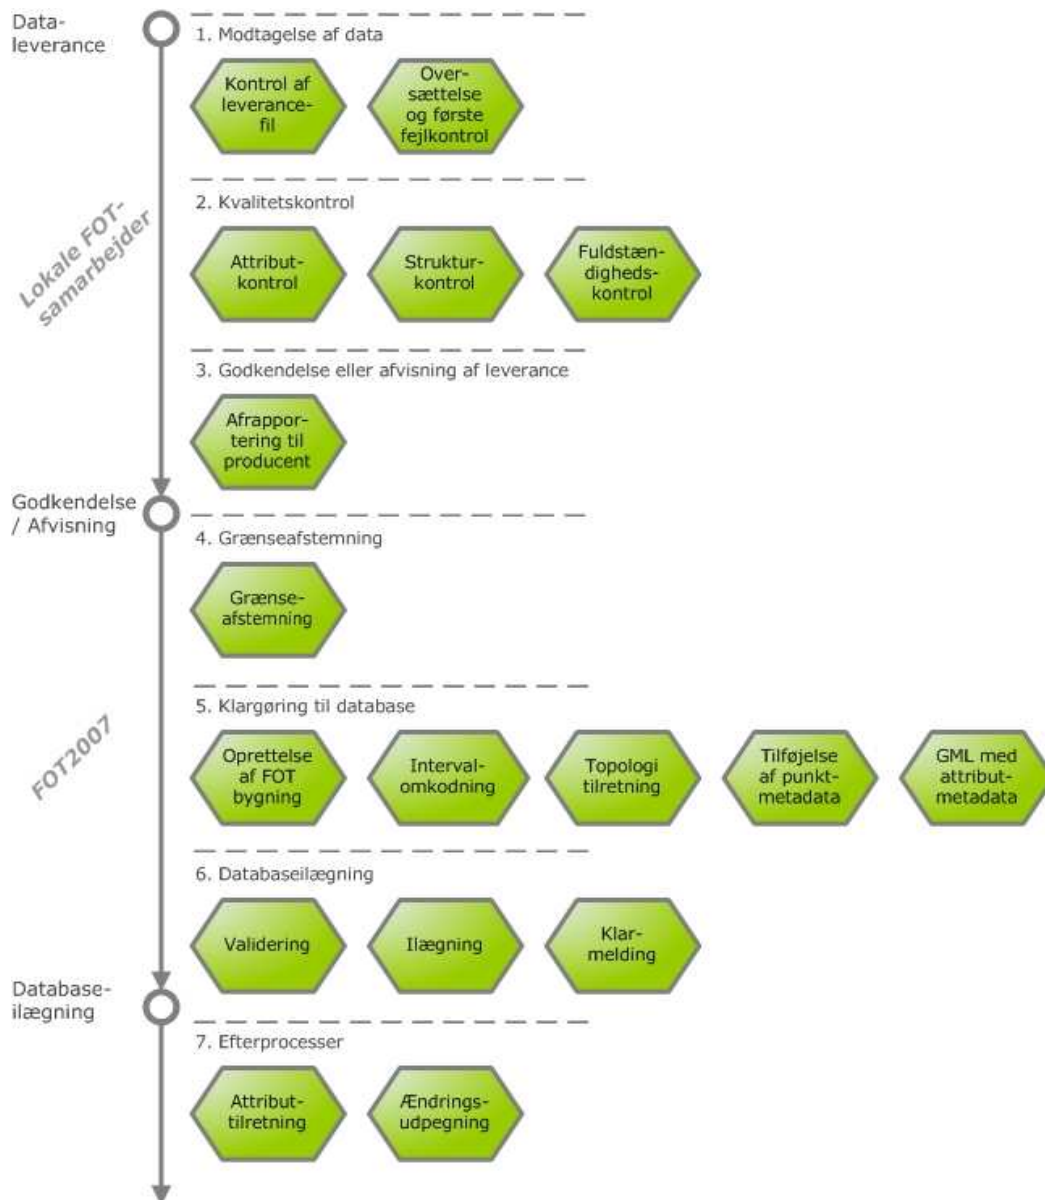 Data-
leverance
1. Modtagelse af data
Kontrol af
leverance-
fil
Over-
sættelse
og første
fejlkontrol
Lokale FOT-
samarbejder
2. Kvalitetskontrol
Attribut-
kontrol
Struktur-
kontrol
Fuldstæn-
digheds-
kontrol
3. Godkendelse eller afvisning af leverance
Afrappor-
tering til
producent
Godkendelse
/ Afvisning
4. Grænseafstemning
Grænse-
afstemning
FOT2007
5. Klargøring til database
Oprettelse
af FOT
bygning
Interval-
omkodning
Topologi
tilretning
Tilføjelse
af punkt-
metadata
GML med
attribut-
metadata
6. Databaseilægning
Validering
Ilægning
Klar-
melding
Database-
ilægning
7. Efterprocesser
Attribut-
tilretning
Ændrings-
udpegning